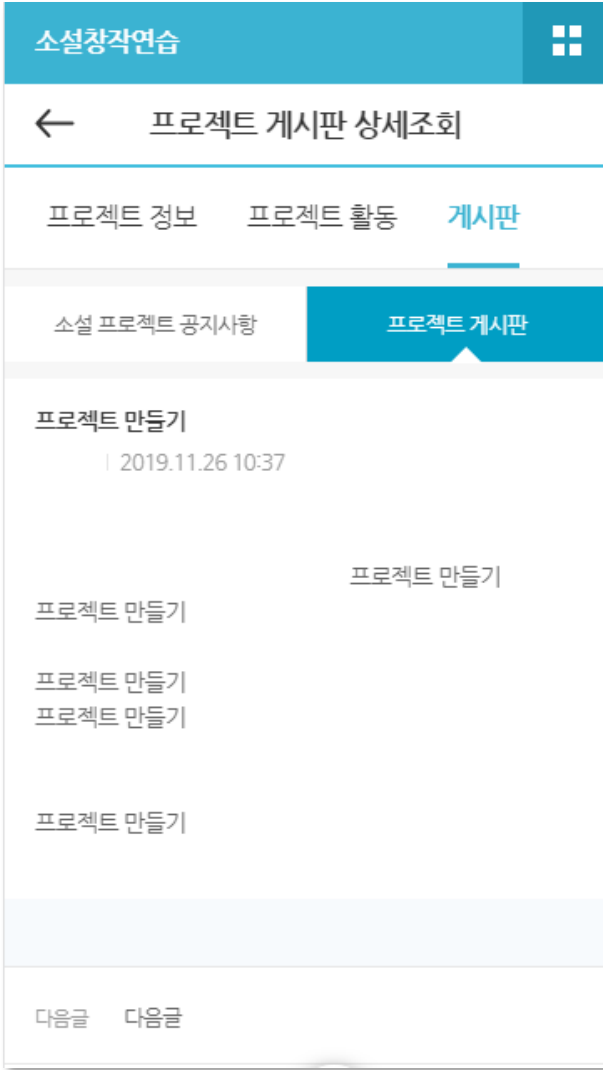 소설창작연습
프로젝트 게시판 상세조회
프로젝트 정보 프로젝트 활동 게시판
소설 프로젝트 공지사항 프로젝트 게시판
프로젝트 만들기
2019.11.26 10:37
프로젝트 만들기
프로젝트 만들기
프로젝트 만들기
프로젝트 만들기
프로젝트 만들기
다음글 다음글